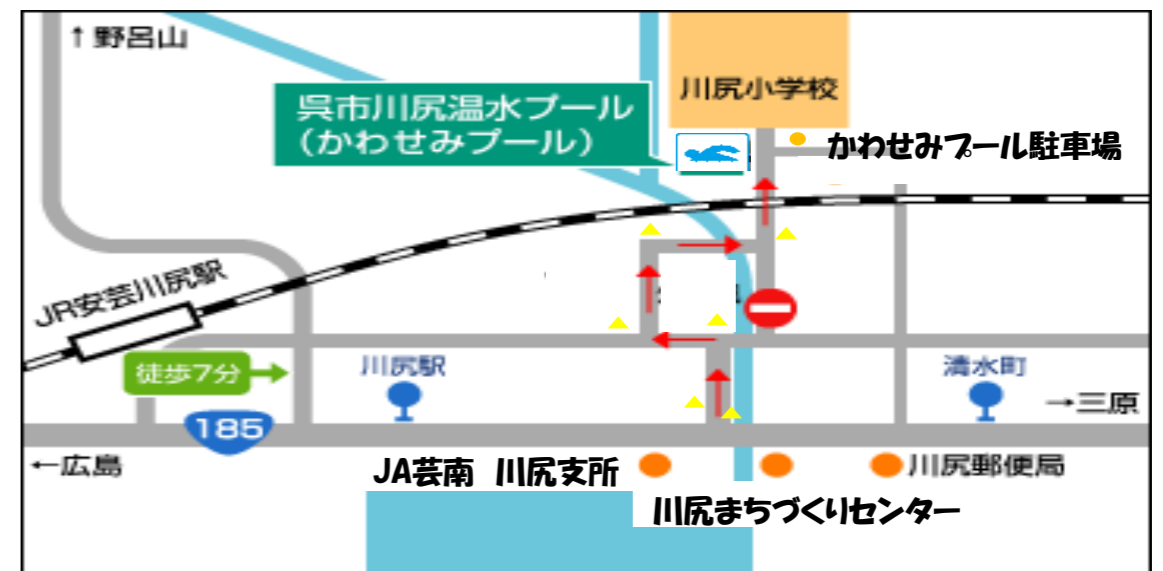 ↑野呂山
川尻小学校
呉市川尻温水プール
(かわせみプール)
かわせみプール駐車場
JR安芸川尻駅
徒歩7分→
川尻駅
清水町
→三原
185
←広島
JA芸南 川尻支所
川尻郵便局
川尻まちづくりセンター